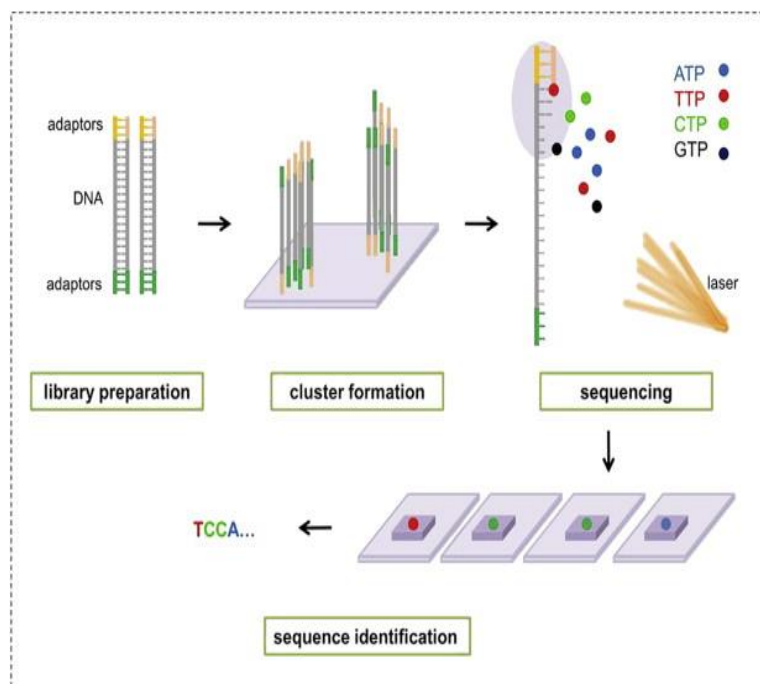 adaptors
DNA
adaptors
ATP
TTP
CTP
GTP
laser
library preparation
cluster formation
sequencing
TCCA...
sequence identification